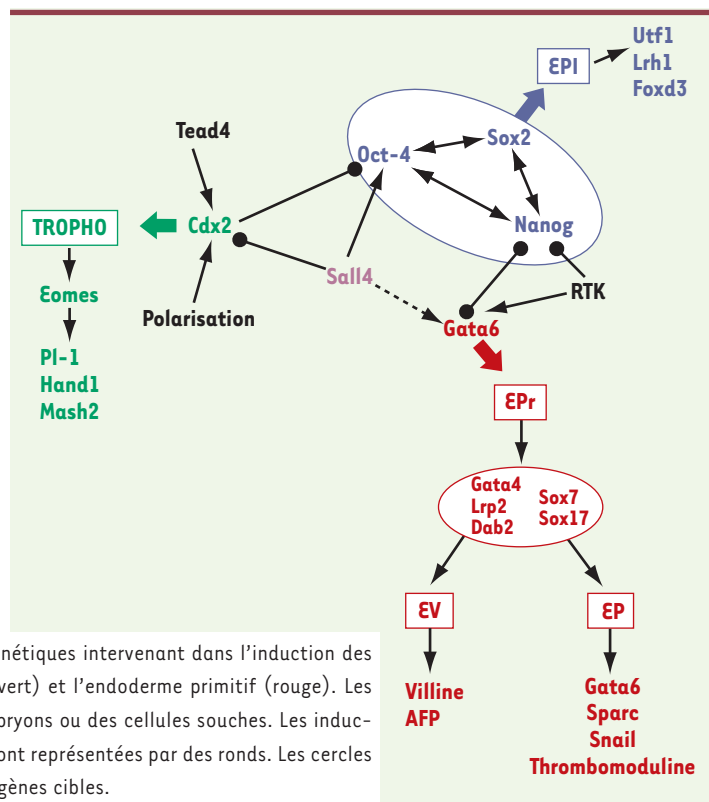 Utf1
EPI
Lrh1
Foxd3
Tead4
Sox2
Oct-4
TROPHO
Cdx2
Nanog
Sall4
RTK
Eomes
Polarisation
Gata6
Pl-1
Hand1
Mash2
EPr
Gata4
Lrp2
Dab2
Sox7
Sox17
EV
EP
Villine
AFP
Gata6
Sparc
Snail
Thrombomoduline
nétiques intervenant dans l'induction des
vert) et l'endoderme primitif (rouge). Les
bryons ou des cellules souches. Les induc-
ont représentées par des ronds. Les cercles
gènes cibles.